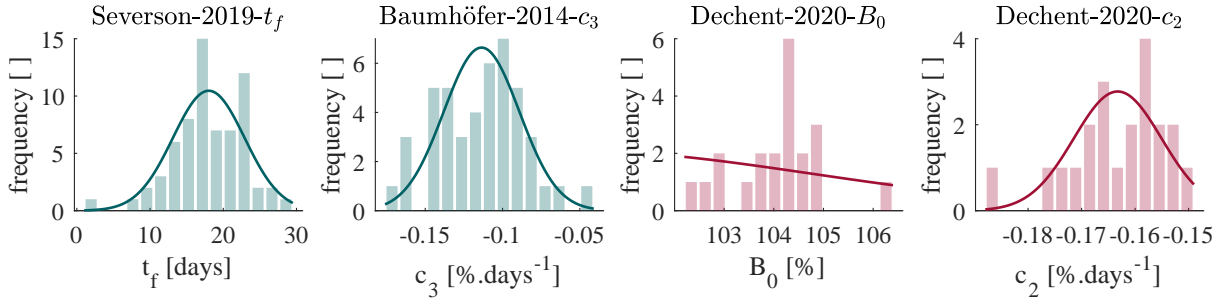 Severson-2019-t_f
15
10
5
0
frequency [ ]
0 10 20 30
t_f [days]
Baumhöfer-2014-c_3
6
4
2
0
frequency [ ]
-0.15 -0.1 -0.05
c_3 [%.days^-1]
Dechent-2020-B_0
6
4
2
0
frequency [ ]
103 104 105 106
B_0 [%]
Dechent-2020-c_2
4
2
0
frequency [ ]
-0.18 -0.17 -0.16 -0.15
c_2 [%.days^-1]